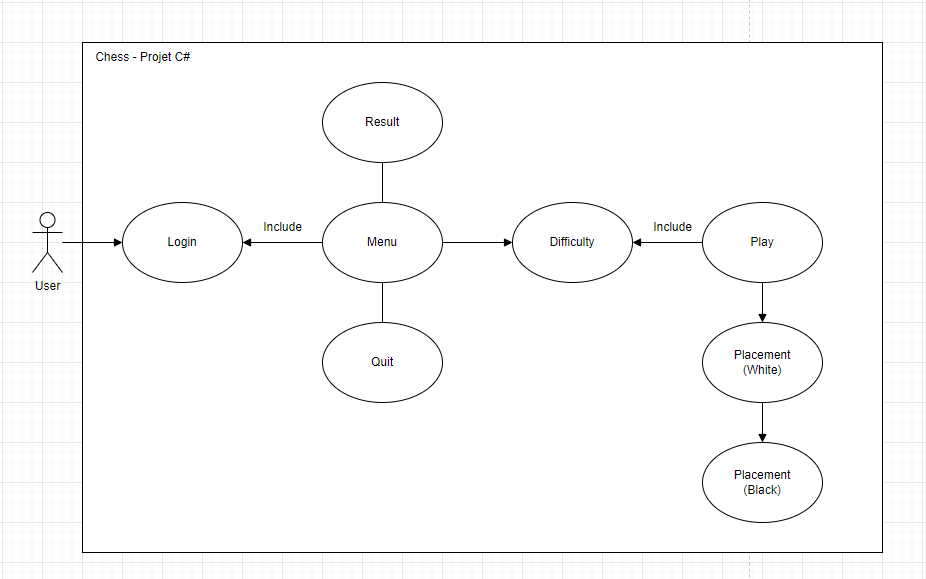 Chess - Projet C#
Result
Login
Include
Menu
Difficulty
Include
Play
User
Quit
Placement
(White)
Placement
(Black)